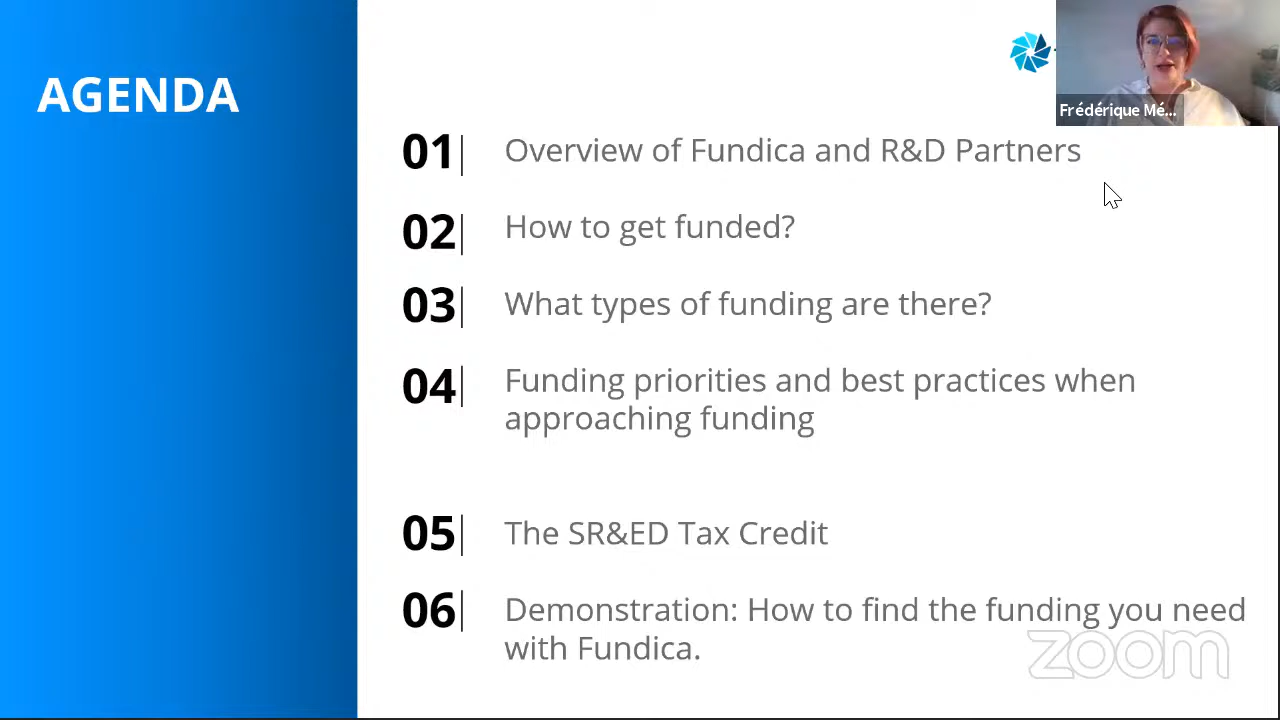 AGENDA
Frédérique Mé...
01 Overview of Fundica and R&D Partners
02 How to get funded?
03 What types of funding are there?
04 Funding priorities and best practices when
approaching funding
05 The SR&ED Tax Credit
06 Demonstration: How to find the funding you need
with Fundica.
zoom